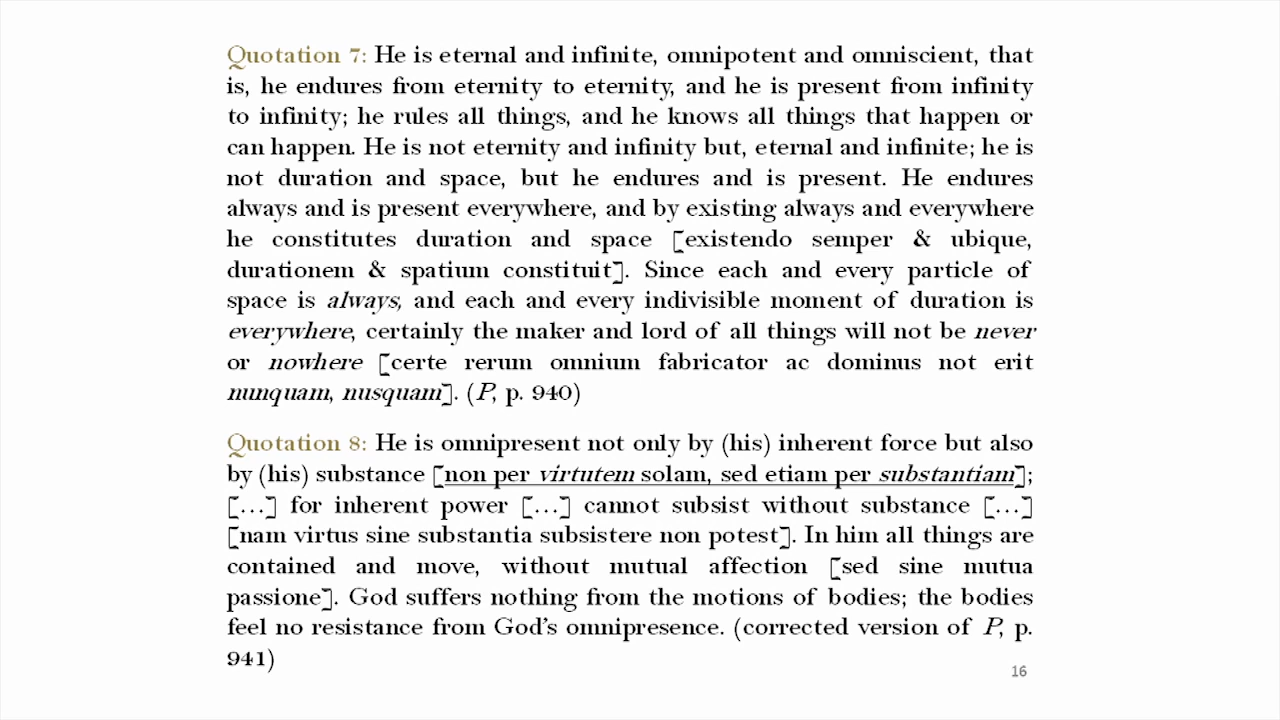 Quotation 7: He is eternal and infinite, omnipotent and omniscient, that
is, he endures from eternity to eternity, and he is present from infinity
to infinity; he rules all things, and he knows all things that happen or
can happen. He is not eternity and infinity but, eternal and infinite; he is
not duration and space, but he endures and is present. He endures
always and is present everywhere, and by existing always and everywhere
he constitutes duration and space [existendo semper & ubique,
durationem & spatium constituit]. Since each and every particle of
space is always, and each and every indivisible moment of duration is
everywhere, certainly the maker and lord of all things will not be never
or nowhere [certe rerum omnium fabricator ac dominus not erit
nunquam, nusquam]. (P, p. 940)
Quotation 8: He is omnipresent not only by (his) inherent force but also
by (his) substance [non per virtutem solam, sed etiam per substantiam];
[…] for inherent power […] cannot subsist without substance […]
[nam virtus sine substantia subsistere non potest]. In him all things are
contained and move, without mutual affection [sed sine mutua
passione]. God suffers nothing from the motions of bodies; the bodies
feel no resistance from God's omnipresence. (corrected version of P, p.
941)
16